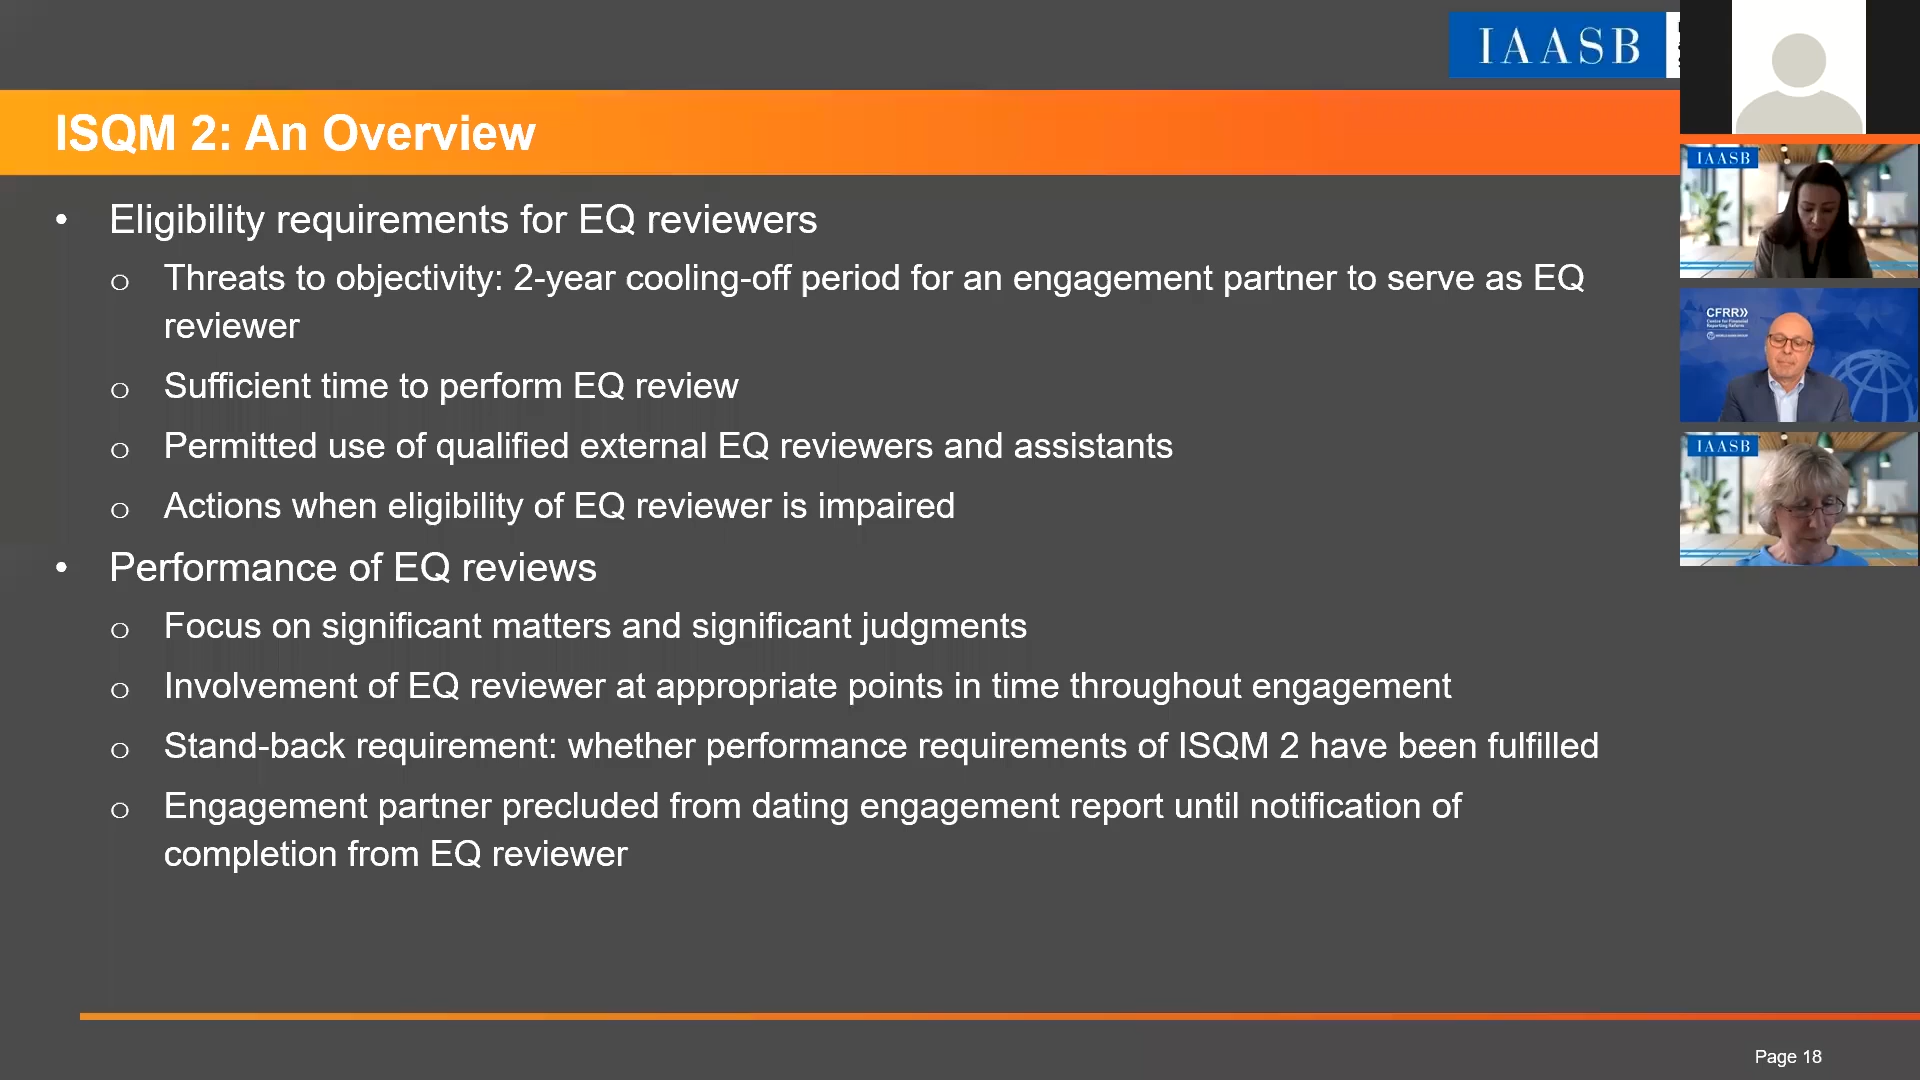 IAASB
ISQM 2: An Overview
• Eligibility requirements for EQ reviewers
o Threats to objectivity: 2-year cooling-off period for an engagement partner to serve as EQ
reviewer
o Sufficient time to perform EQ review
o Permitted use of qualified external EQ reviewers and assistants
o Actions when eligibility of EQ reviewer is impaired
• Performance of EQ reviews
o Focus on significant matters and significant judgments
o Involvement of EQ reviewer at appropriate points in time throughout engagement
o Stand-back requirement: whether performance requirements of ISQM 2 have been fulfilled
o Engagement partner precluded from dating engagement report until notification of
completion from EQ reviewer
Page 18
IAASB
CFRR»
Centre for Financial
Reporting Reform
IAASB